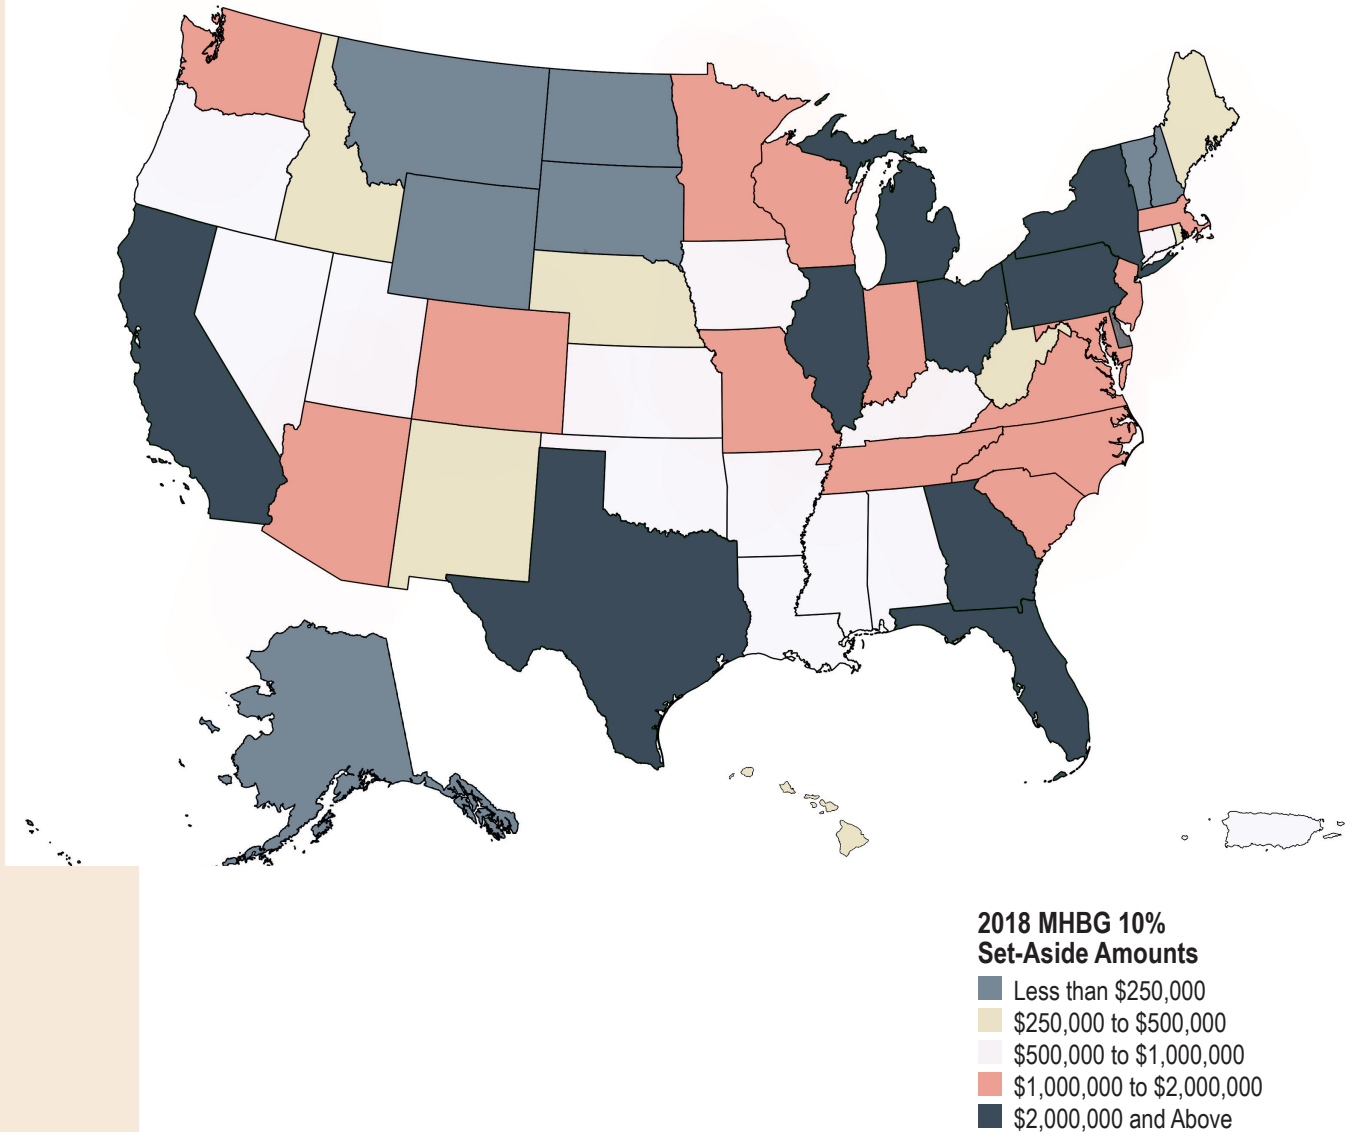 2018 MHBG 10%
Set-Aside Amounts
Less than $250,000
$250,000 to $500,000
$500,000 to $1,000,000
$1,000,000 to $2,000,000
$2,000,000 and Above